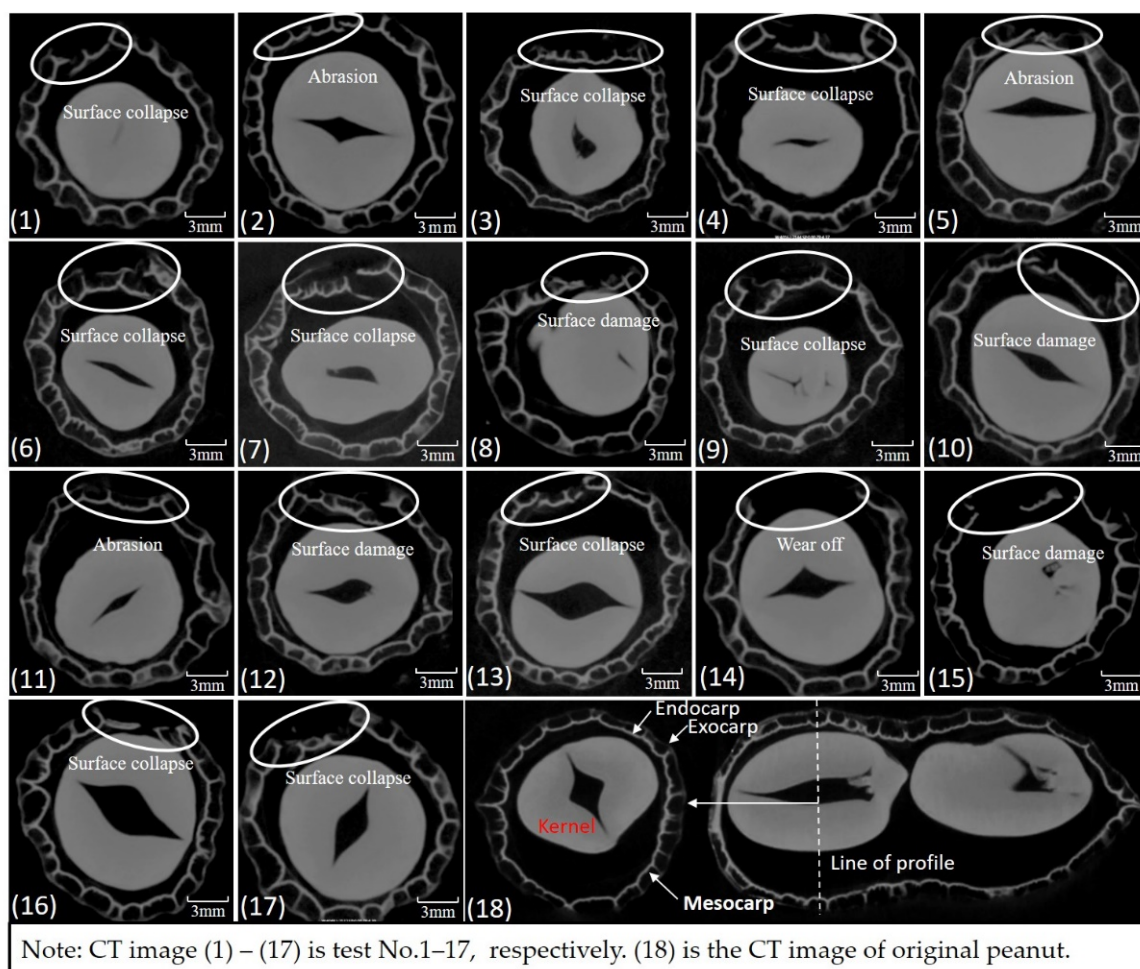 Surface collapse
(1)
3mm
Abrasion
(2)
3mm
Surface collapse
(3)
3mm
Surface collapse
(4)
3mm
Abrasion
(5)
3mm
Surface collapse
(6)
3mm
Surface collapse
(7)
3mm
Surface damage
(8)
3mm
Surface collapse
(9)
3mm
Surface damage
(10)
3mm
Abrasion
(11)
3mm
Surface damage
(12)
3mm
Surface collapse
(13)
3mm
Wear off
(14)
3mm
Surface damage
(15)
3mm
Surface collapse
(16)
3mm
Surface collapse
(17)
3mm
Endocarp
Exocarp
Kernel
Line of profile
Mesocarp
(18)
Note: CT image (1) – (17) is test No.1–17, respectively. (18) is the CT image of original peanut.